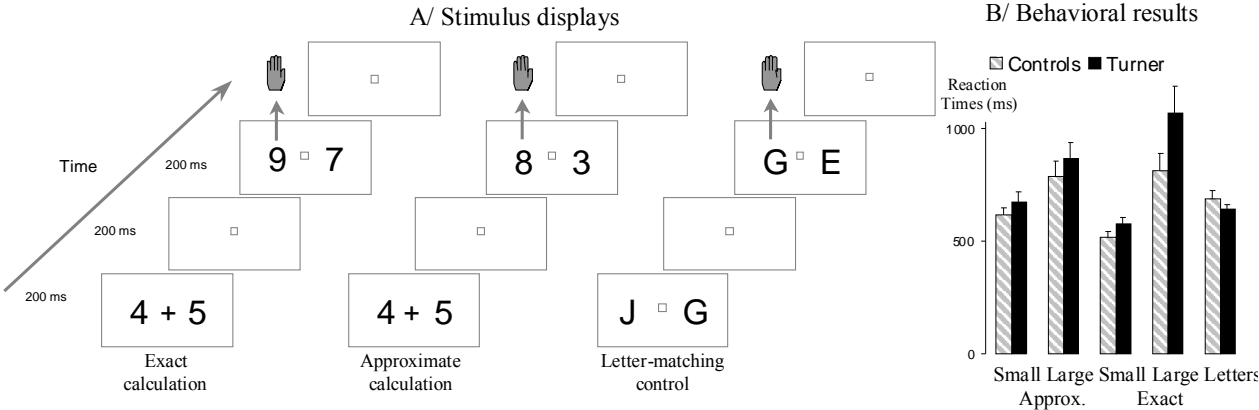 A/ Stimulus displays
Time
200 ms
200 ms
200 ms
4 + 5
9 7
Exact
calculation
4 + 5
8 3
Approximate
calculation
J G
G E
Letter-matching
control
B/ Behavioral results
Controls Turner
Reaction
Times (ms)
1000
500
0
Small Large Small Large Letters
Approx. Exact